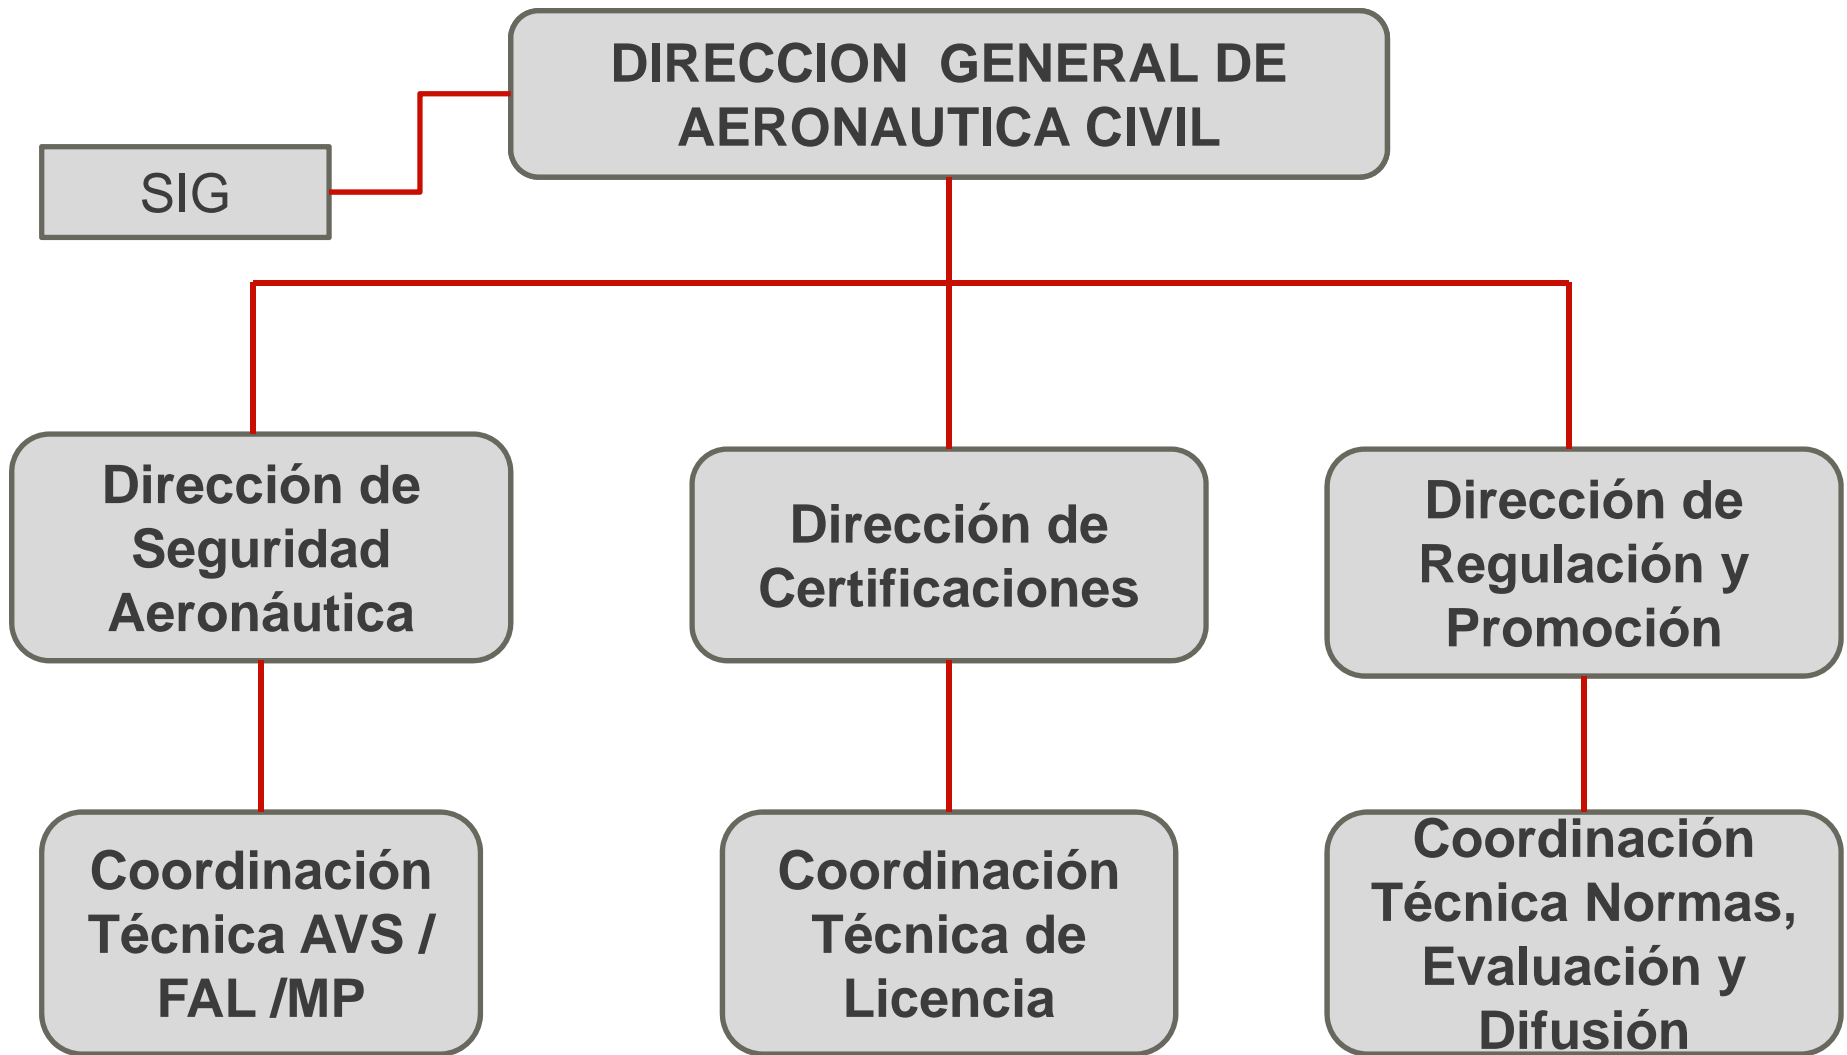 DIRECCION GENERAL DE
AERONAUTICA CIVIL
SIG
Dirección de
Seguridad
Aeronáutica
Dirección de
Certificaciones
Dirección de
Regulación y
Promoción
Coordinación
Técnica AVS /
FAL /MP
Coordinación
Técnica de
Licencia
Coordinación
Técnica Normas,
Evaluación y
Difusión